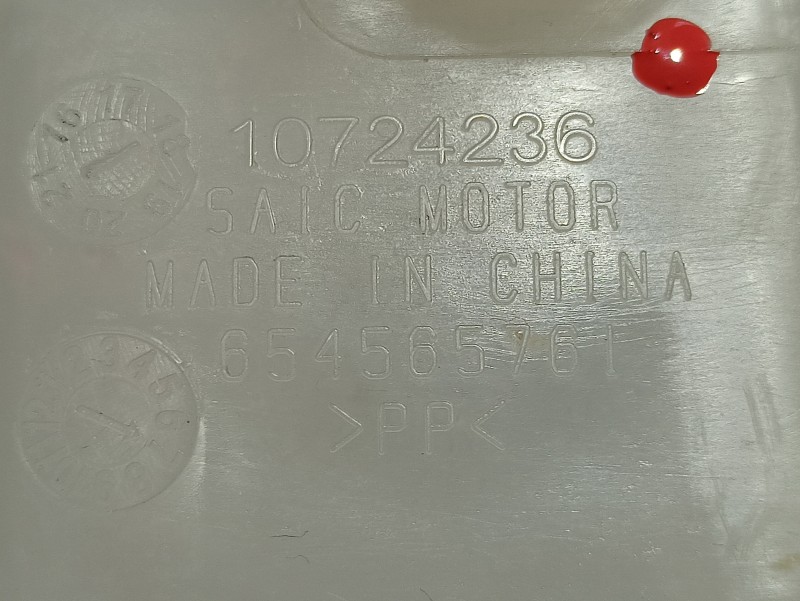 10724236
SAIC MOTOR
MADE IN CHINA
654565761
>PP<